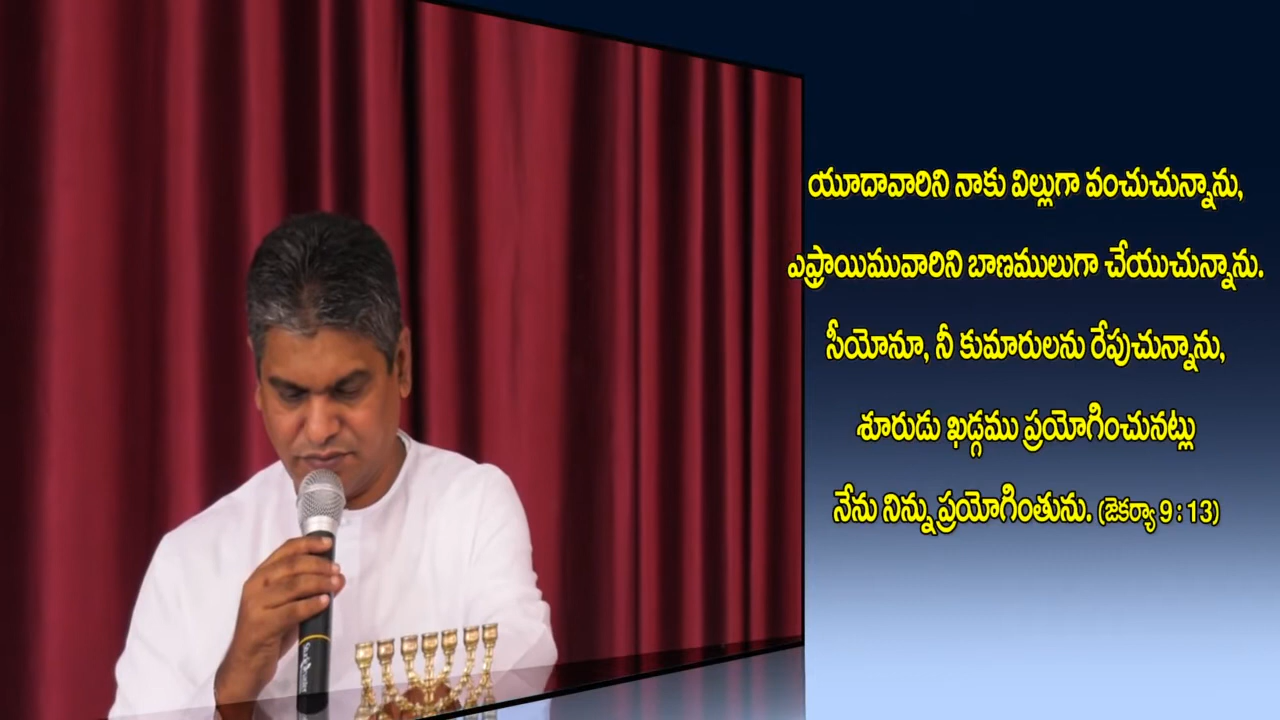 యూదావారిని నాకు విల్లుగా వంచుచున్నాను,
ఎఫ్రాయిమువారిని బాణములుగా చేయుచున్నాను.
సీయోనూ, నీ కుమారులను రేపుచున్నాను,
శూరుడు ఖడ్గము ప్రయోగించునట్లు
నేను నిన్ను ప్రయోగింతును. (జెకర్యా 9 : 13)